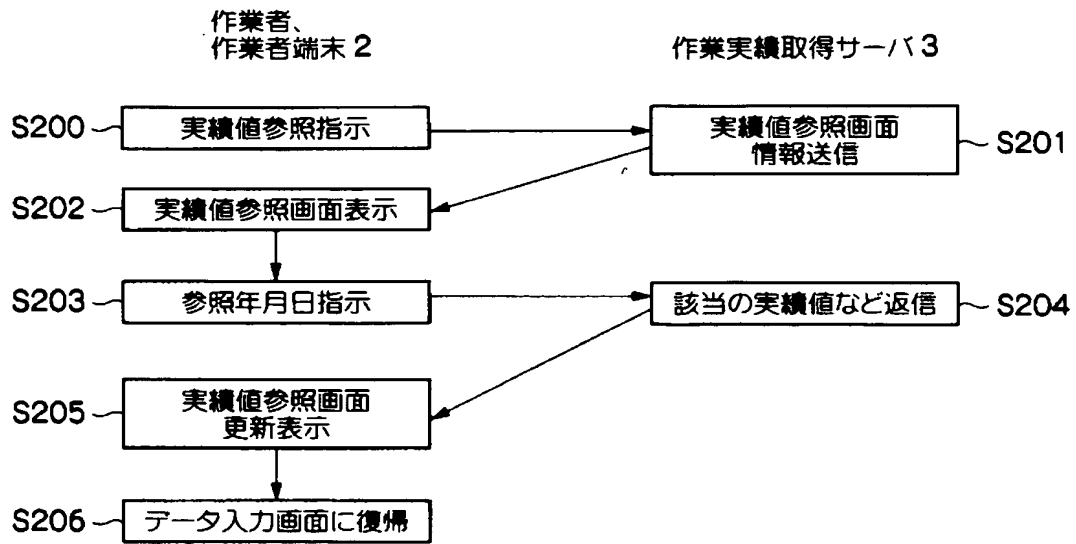 作業者、
作業者端末2
作業実績取得サーバ3
S200
実績値参照指示
実績値参照画面
情報送信
S201
S202
実績値参照画面表示
S203
参照年月日指示
該当の実績値など返信
S204
S205
実績値参照画面
更新表示
S206
データ入力画面に復帰